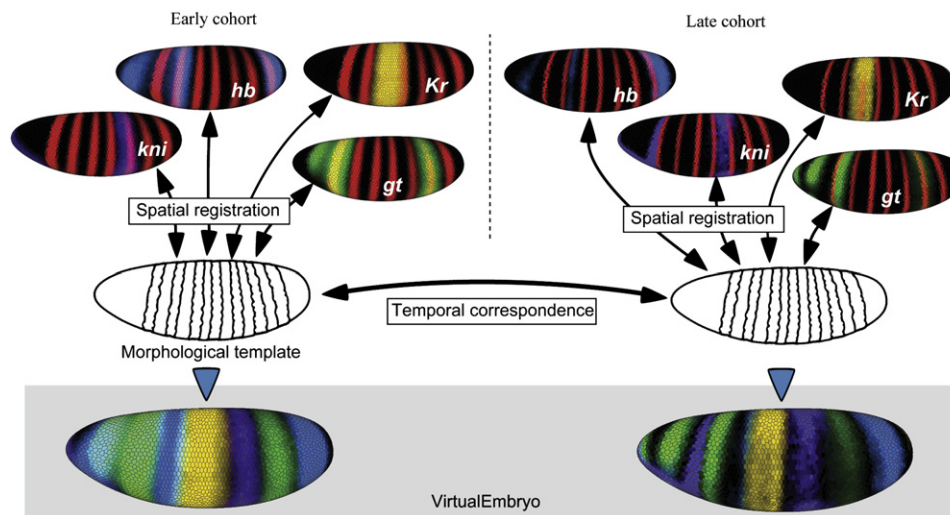 Early cohort
Late cohort
hb
Kr
kni
gt
hb
Kr
kni
gt
Spatial registration
Spatial registration
Temporal correspondence
Morphological template
VirtualEmbryo